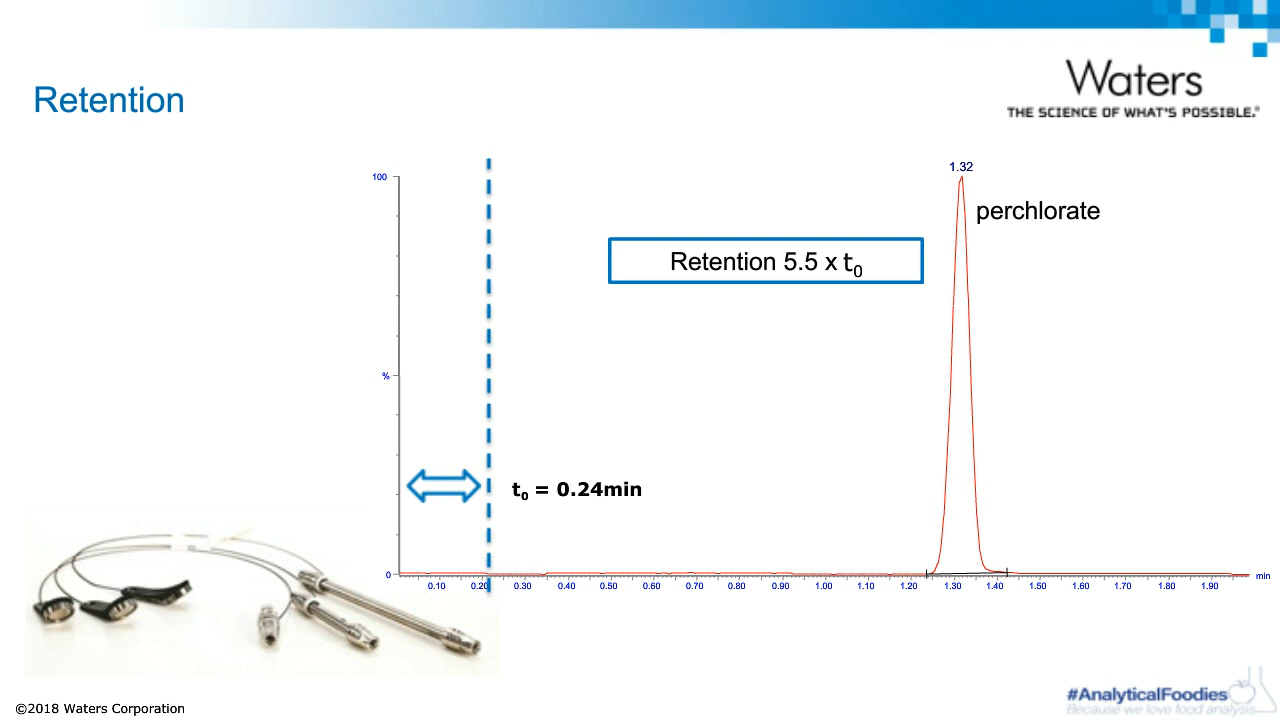 Retention
Waters
THE SCIENCE OF WHAT'S POSSIBLE.®
1.32
100
perchlorate
Retention 5.5 x t₀
%
t₀ = 0.24min
0
0.10 0.20 0.30 0.40 0.50 0.60 0.70 0.80 0.90 1.00 1.10 1.20 1.30 1.40 1.50 1.60 1.70 1.80 1.90 min
©2018 Waters Corporation
#AnalyticalFoodies
Because we love food analysis